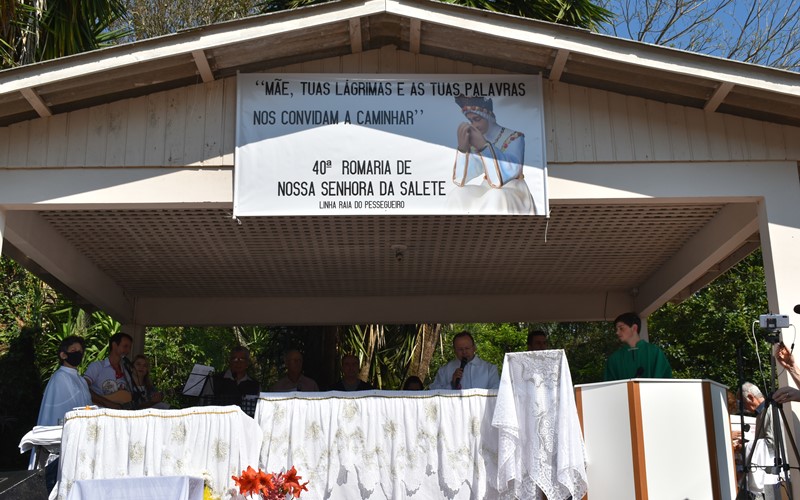 “MÃE, TUAS LÁGRIMAS E AS TUAS PALAVRAS
NOS CONVIDAM A CAMINHAR”
40ª ROMARIA DE
NOSSA SENHORA DA SALETE
LINHA RAIA DO PESSEGUEIRO